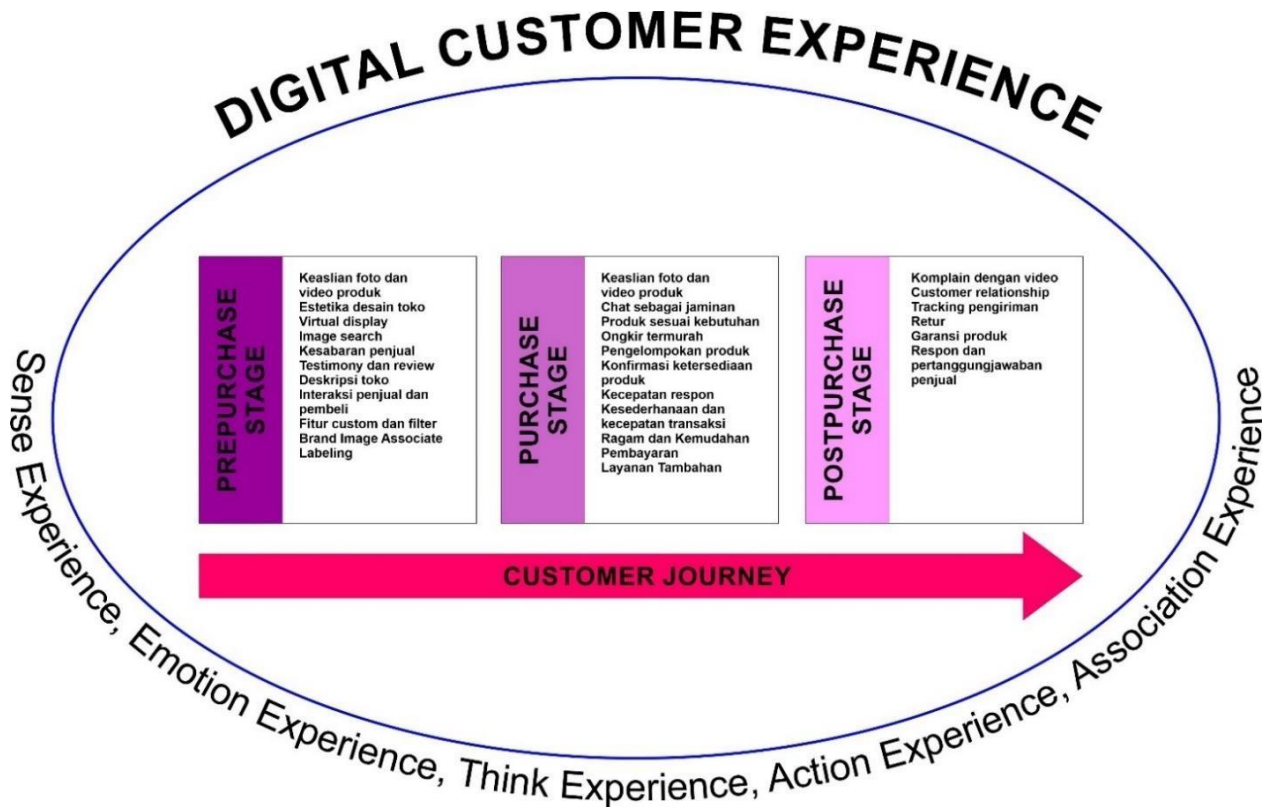 DIGITAL CUSTOMER EXPERIENCE
PREPURCHASE
STAGE
Keaslian foto dan
video produk
Estetika desain toko
Virtual display
Image search
Kesabaran penjual
Testimony dan review
Deskripsi toko
Interaksi penjual dan
pembeli
Fitur custom dan filter
Brand Image Associate
Labeling
PURCHASE
STAGE
Keaslian foto dan
video produk
Chat sebagai jaminan
Produk sesuai kebutuhan
Ongkir termurah
Pengelompokan produk
Konfirmasi ketersediaan
produk
Kecepatan respon
Kesederhanaan dan
kecepatan transaksi
Ragam dan Kemudahan
Pembayaran
Layanan Tambahan
POSTPURCHASE
STAGE
Komplain dengan video
Customer relationship
Tracking pengiriman
Retur
Garansi produk
Respon dan
pertanggungjawaban
penjual
CUSTOMER JOURNEY
Sense Experience, Emotion Experience, Think Experience, Action Experience, Association Experience